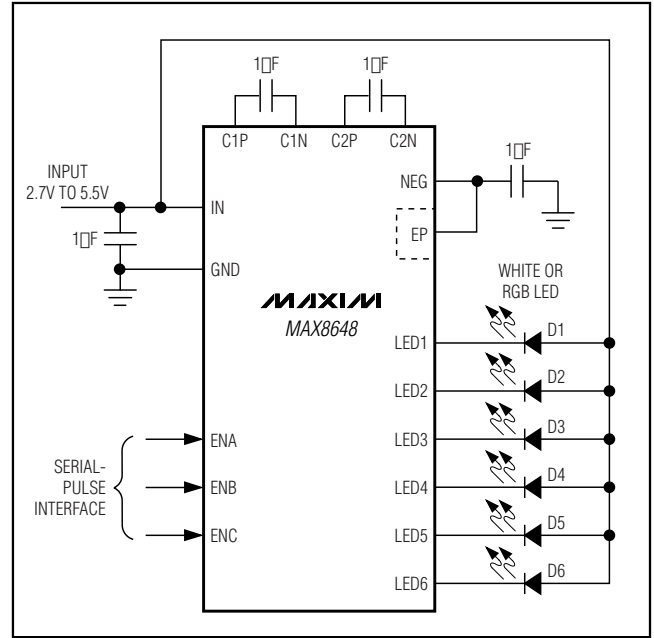 1▯F
1▯F
C1P
C1N
C2P
C2N
1▯F
INPUT
2.7V TO 5.5V
NEG
IN
EP
1▯F
GND
WHITE OR
RGB LED
MAXIM
MAX8648
LED1
D1
LED2
D2
LED3
D3
ENA
LED4
D4
SERIAL-
PULSE
INTERFACE
ENB
LED5
D5
ENC
LED6
D6